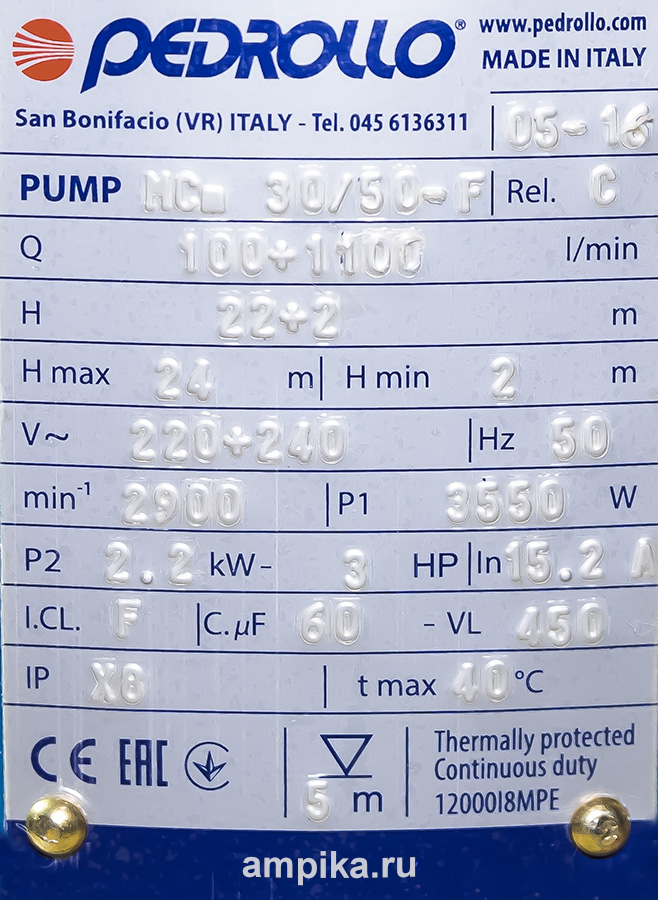 PEDROLLO®
www.pedrollo.com
MADE IN ITALY
San Bonifacio (VR) ITALY - Tel. 045 6136311 05-16
PUMP MCm 30/50-F Rel. C
Q 100÷1100 l/min
H 22÷2 m
H max 24 m H min 2 m
V~ 220÷240 Hz 50
min⁻¹ 2900 P1 3550 W
P2 2.2 kW- 3 HP In 15.2 A
I.CL. F C.µF 60 - VL 450
IP X8 t max 40 °C
CE EAC
5 m
Thermally protected
Continuous duty
12000I8MPE
ampika.ru